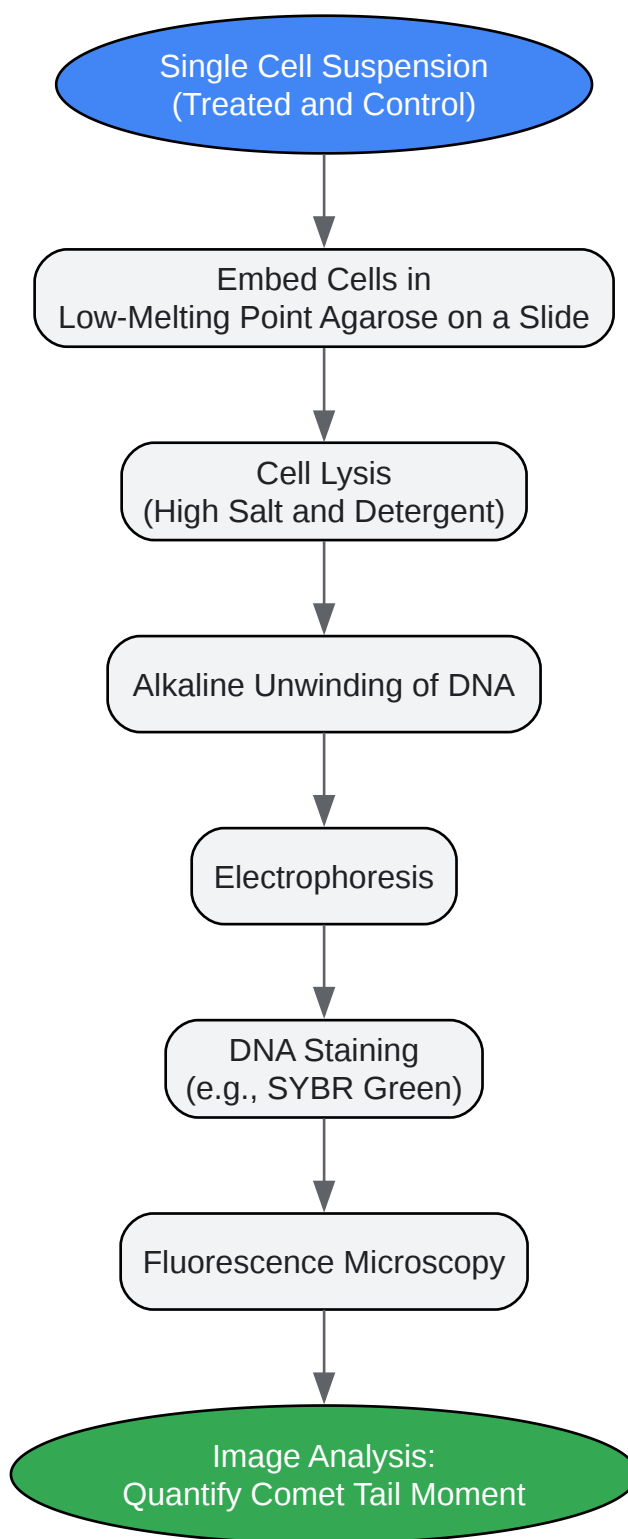 Single Cell Suspension
(Treated and Control)
Embed Cells in
Low-Melting Point Agarose on a Slide
Cell Lysis
(High Salt and Detergent)
Alkaline Unwinding of DNA
Electrophoresis
DNA Staining
(e.g., SYBR Green)
Fluorescence Microscopy
Image Analysis:
Quantify Comet Tail Moment